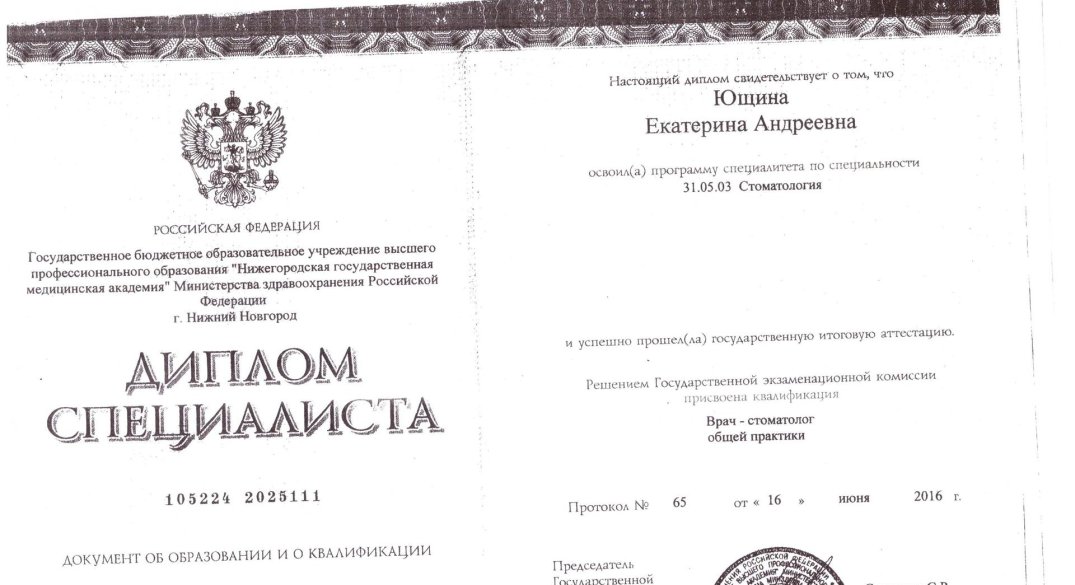 РОССИЙСКАЯ ФЕДЕРАЦИЯ
Государственное бюджетное образовательное учреждение высшего
профессионального образования "Нижегородская государственная
медицинская академия" Министерства здравоохранения Российской
Федерации
г. Нижний Новгород
ДИПЛОМ
СПЕЦИАЛИСТА
105224 2025111
ДОКУМЕНТ ОБ ОБРАЗОВАНИИ И О КВАЛИФИКАЦИИ
Настоящий диплом свидетельствует о том, что
Ющина
Екатерина Андреевна
освоил(а) программу специалитета по специальности
31.05.03 Стоматология
и успешно прошел(ла) государственную итоговую аттестацию.
Решением Государственной экзаменационной комиссии
присвоена квалификация
Врач - стоматолог
общей практики
Протокол № 65 от « 16 » июня 2016 г.
Председатель
Государственной